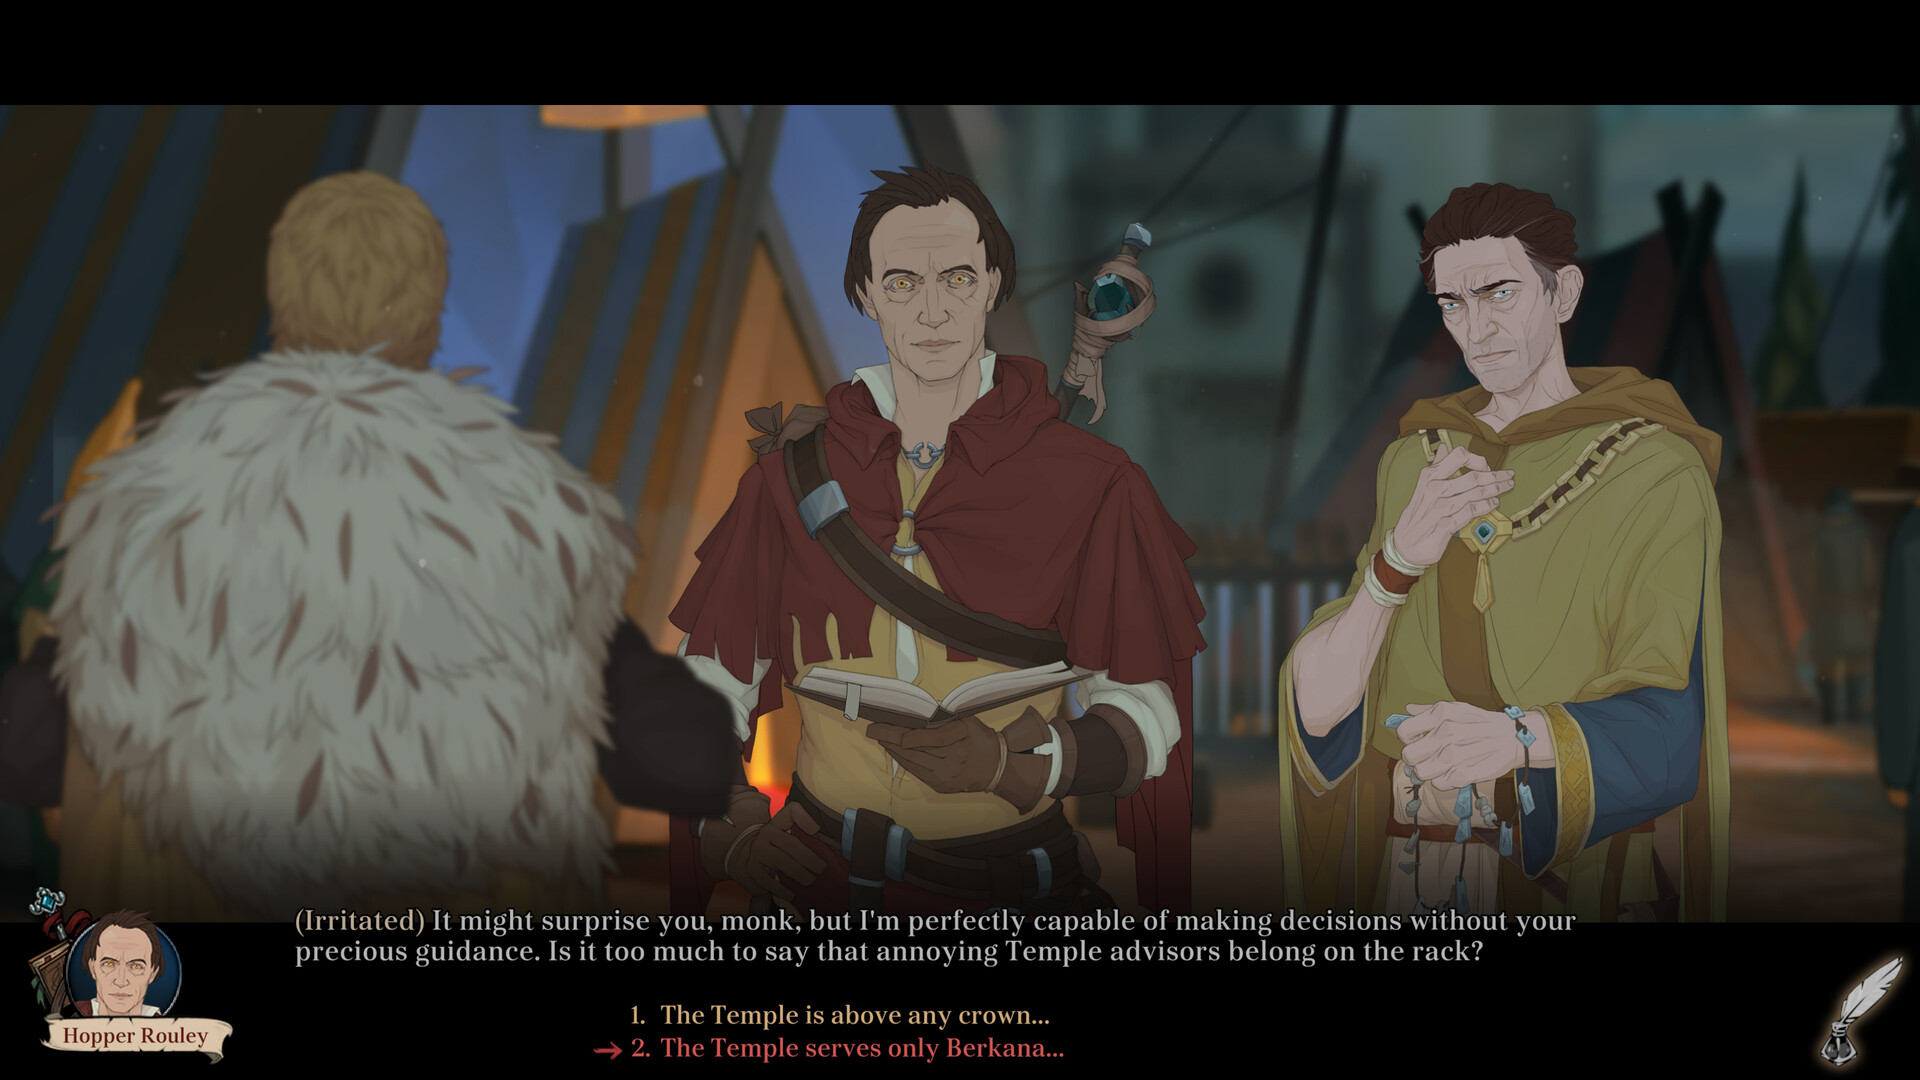 (Irritated) It might surprise you, monk, but I'm perfectly capable of making decisions without your
precious guidance. Is it too much to say that annoying Temple advisors belong on the rack?
1. The Temple is above any crown...
2. The Temple serves only Berkana...
Hopper Rouley